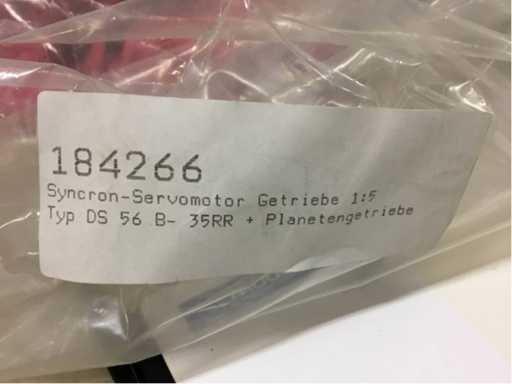 184266
Syncron-Servomotor Getriebe 1:5
Typ DS 56 B- 35RR + Planetengetriebe